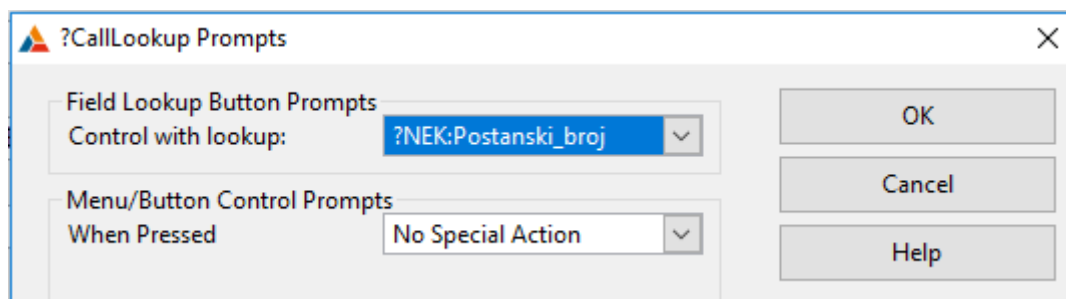 ?CallLookup Prompts
Field Lookup Button Prompts
Control with lookup: ?NEK:Postanski_broj
OK
Cancel
Menu/Button Control Prompts
When Pressed No Special Action
Help